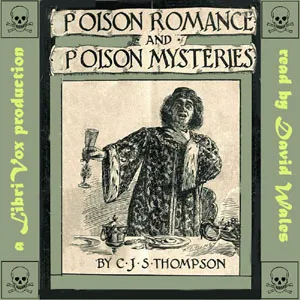 POISON ROMANCE
AND
POISON MYSTERIES
BY C·J·S·THOMPSON
a LibriVox production
read by David Wales